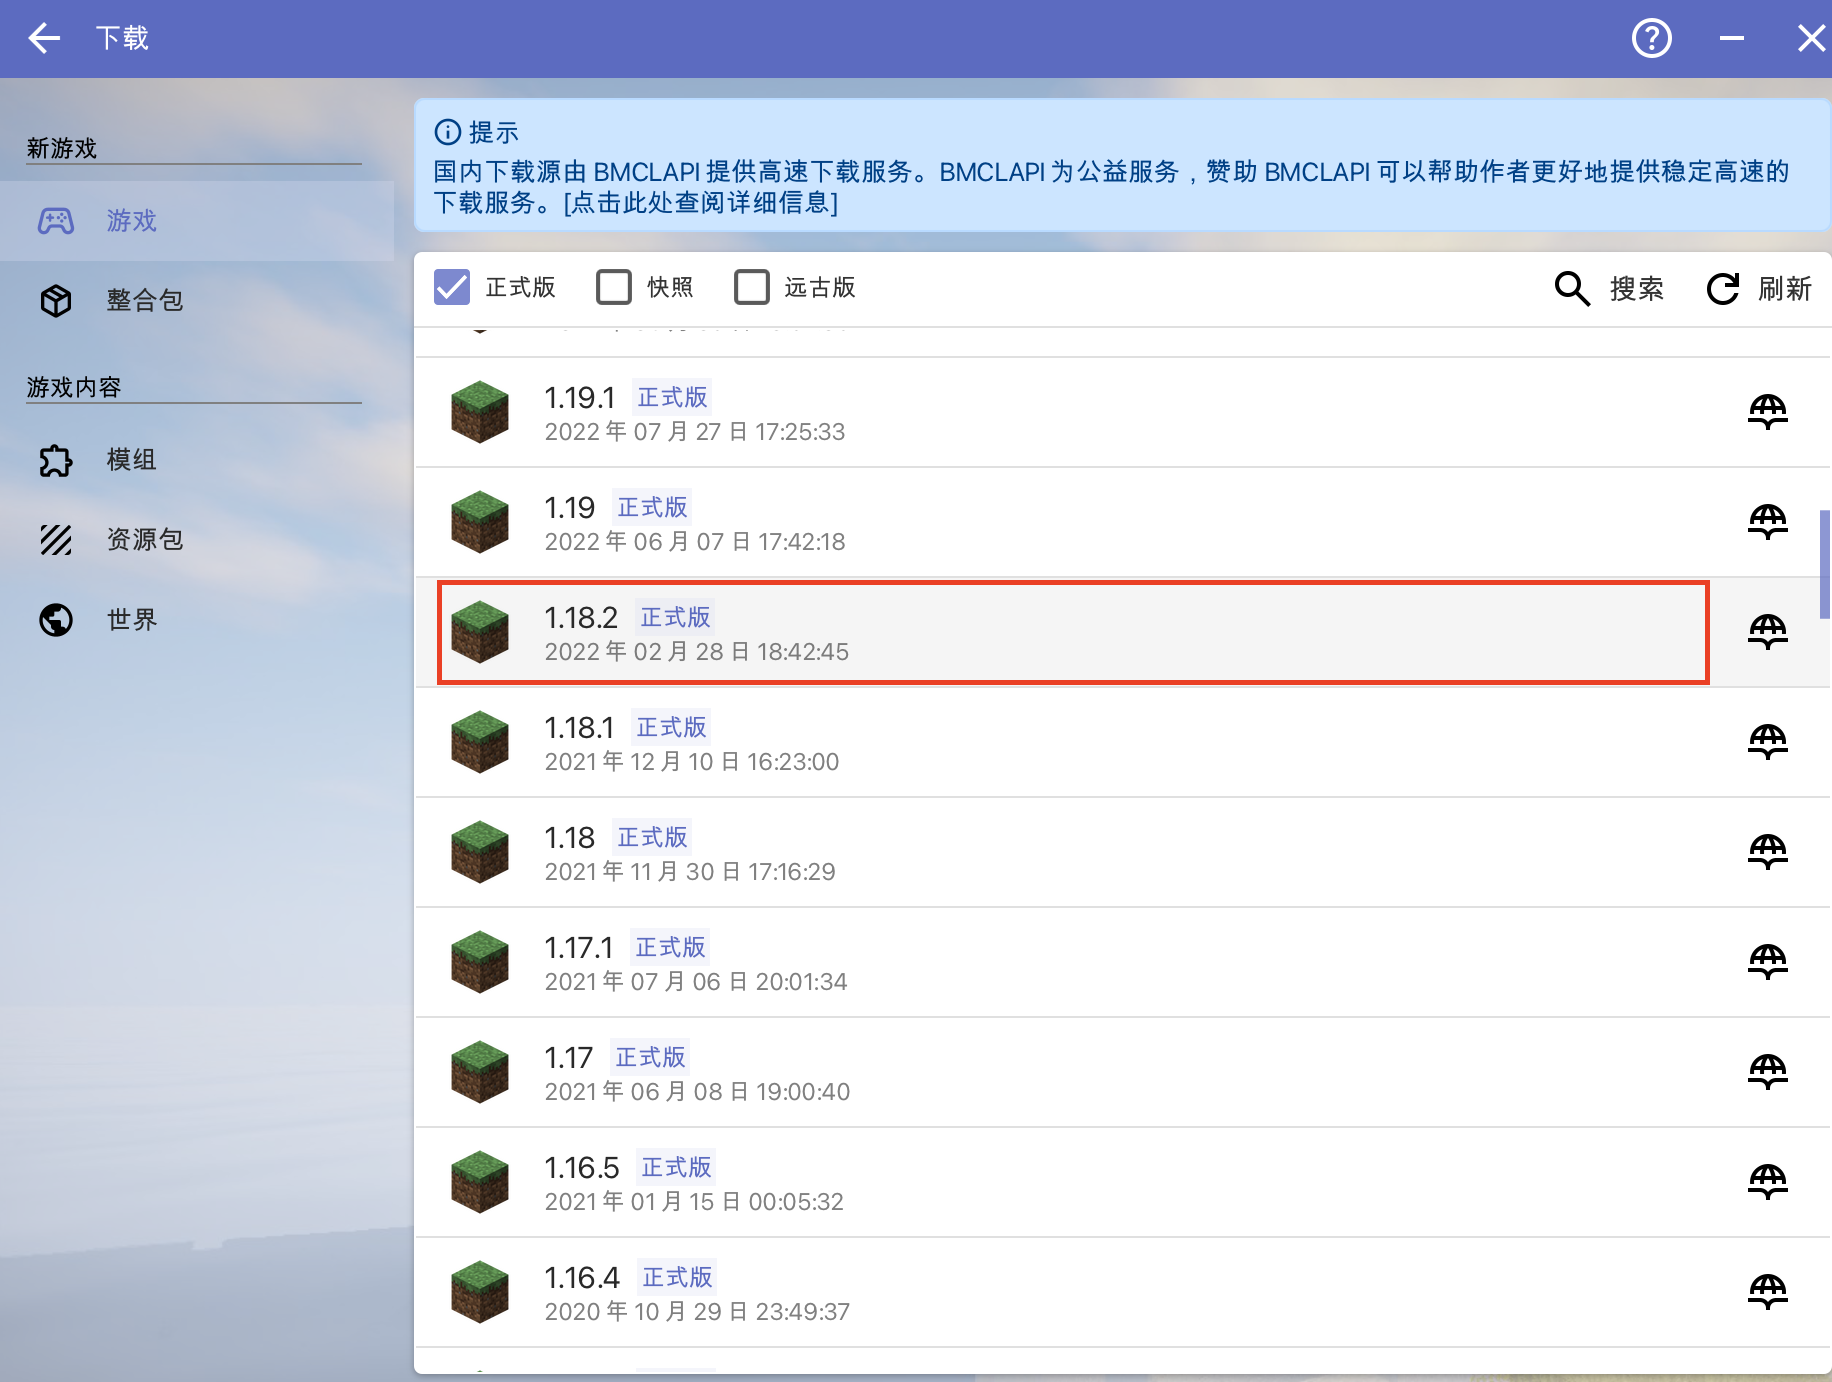 下载
新游戏
游戏
整合包
游戏内容
模组
资源包
世界
提示
国内下载源由 BMCLAPI 提供高速下载服务。BMCLAPI 为公益服务，赞助 BMCLAPI 可以帮助作者更好地提供稳定高速的
下载服务。[点击此处查阅详细信息]
正式版 快照 远古版 搜索 刷新
1.19.1 正式版
2022 年 07 月 27 日 17:25:33
1.19 正式版
2022 年 06 月 07 日 17:42:18
1.18.2 正式版
2022 年 02 月 28 日 18:42:45
1.18.1 正式版
2021 年 12 月 10 日 16:23:00
1.18 正式版
2021 年 11 月 30 日 17:16:29
1.17.1 正式版
2021 年 07 月 06 日 20:01:34
1.17 正式版
2021 年 06 月 08 日 19:00:40
1.16.5 正式版
2021 年 01 月 15 日 00:05:32
1.16.4 正式版
2020 年 10 月 29 日 23:49:37